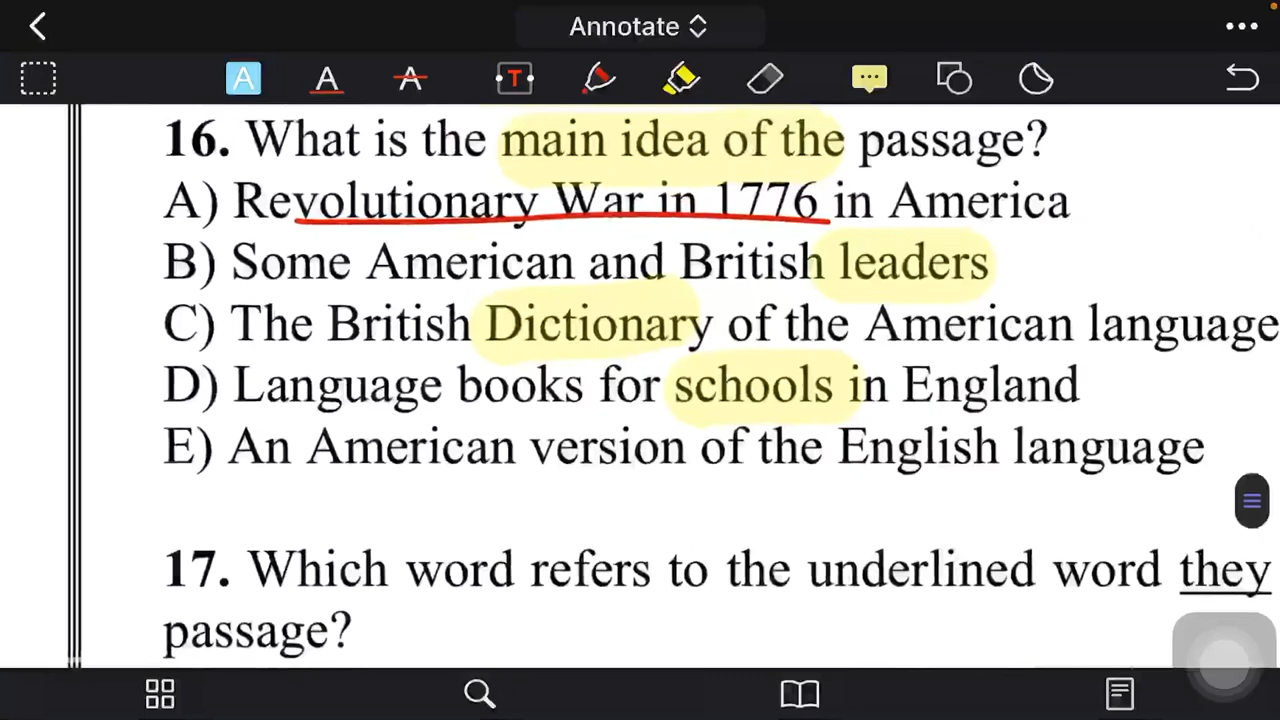 Annotate
A A A T
16. What is the main idea of the passage?
A) Revolutionary War in 1776 in America
B) Some American and British leaders
C) The British Dictionary of the American language
D) Language books for schools in England
E) An American version of the English language
17. Which word refers to the underlined word they
passage?